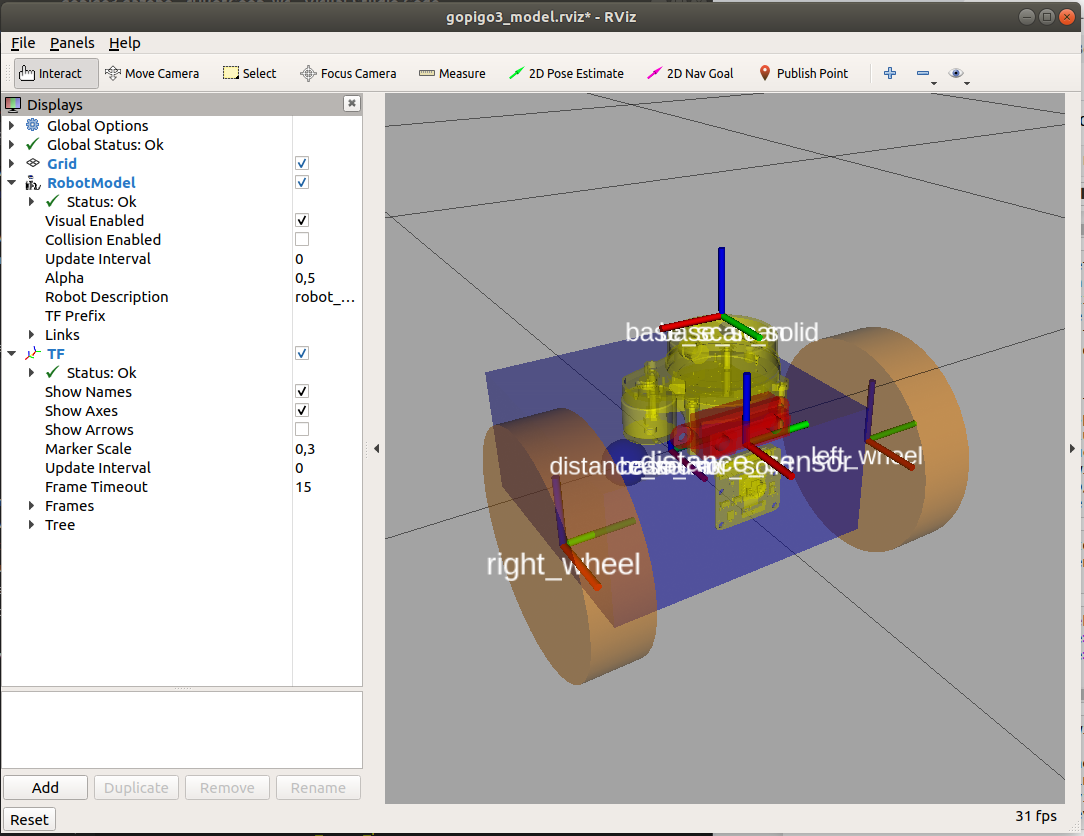 gopigo3_model.rviz* - RViz
File Panels Help
Interact Move Camera Select Focus Camera Measure 2D Pose Estimate 2D Nav Goal Publish Point
Displays
Global Options
Global Status: Ok
Grid
RobotModel
Status: Ok
Visual Enabled
Collision Enabled
Update Interval 0
Alpha 0,5
Robot Description robot_...
TF Prefix
Links
TF
Status: Ok
Show Names
Show Axes
Show Arrows
Marker Scale 0,3
Update Interval 0
Frame Timeout 15
Frames
Tree
left_wheel
distance_sensor
right_wheel
Add Duplicate Remove Rename
Reset
31 fps